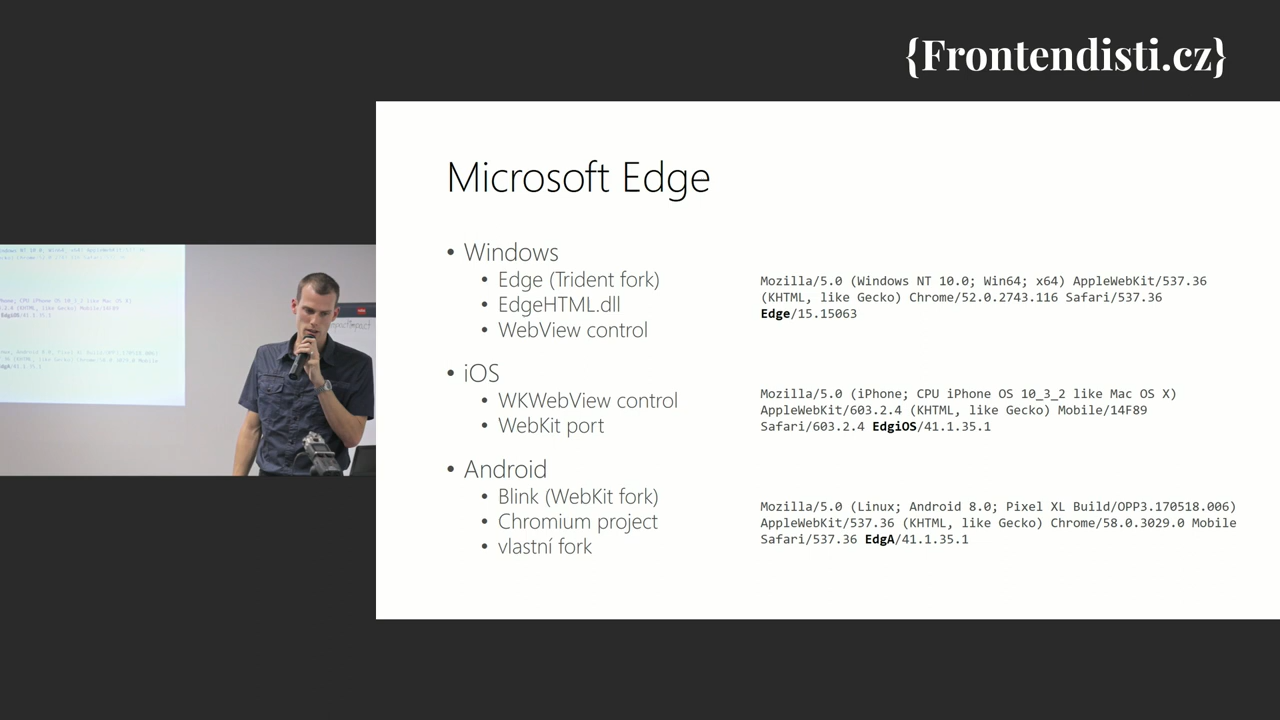 {Frontendisti.cz}
Microsoft Edge
• Windows
• Edge (Trident fork)
• EdgeHTML.dll
• WebView control
Mozilla/5.0 (Windows NT 10.0; Win64; x64) AppleWebKit/537.36
(KHTML, like Gecko) Chrome/52.0.2743.116 Safari/537.36
Edge/15.15063
• iOS
• WKWebView control
• WebKit port
Mozilla/5.0 (iPhone; CPU iPhone OS 10_3_2 like Mac OS X)
AppleWebKit/603.2.4 (KHTML, like Gecko) Mobile/14F89
Safari/603.2.4 EdgiOS/41.1.35.1
• Android
• Blink (WebKit fork)
• Chromium project
• vlastní fork
Mozilla/5.0 (Linux; Android 8.0; Pixel XL Build/OPP3.170518.006)
AppleWebKit/537.36 (KHTML, like Gecko) Chrome/58.0.3029.0 Mobile
Safari/537.36 EdgA/41.1.35.1